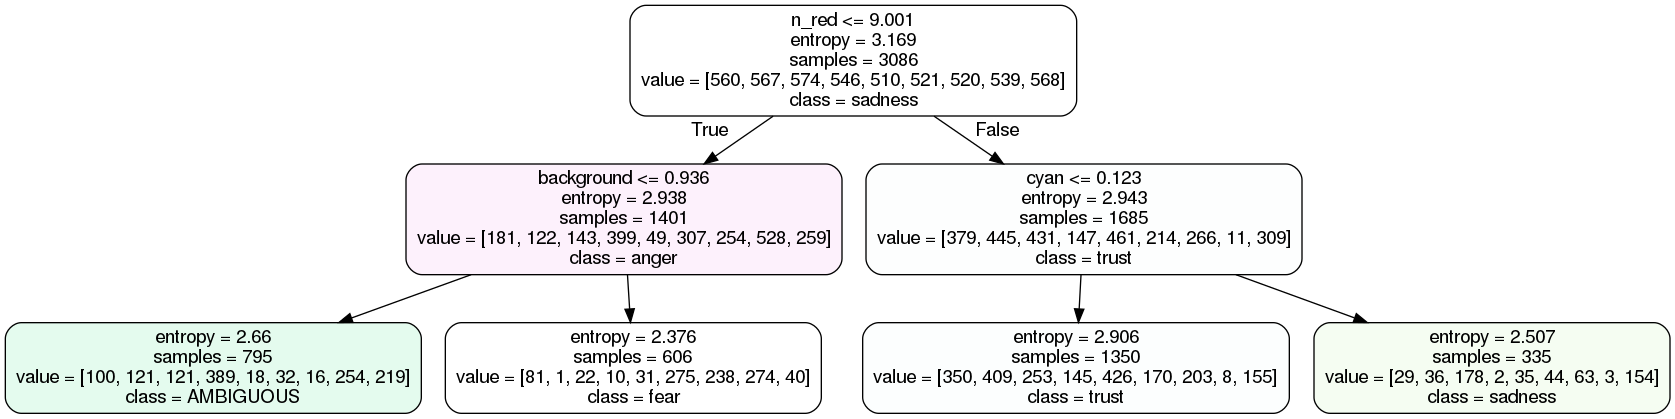 n_red <= 9.001
entropy = 3.169
samples = 3086
value = [560, 567, 574, 546, 510, 521, 520, 539, 568]
class = sadness
True
False
background <= 0.936
entropy = 2.938
samples = 1401
value = [181, 122, 143, 399, 49, 307, 254, 528, 259]
class = anger
cyan <= 0.123
entropy = 2.943
samples = 1685
value = [379, 445, 431, 147, 461, 214, 266, 11, 309]
class = trust
entropy = 2.66
samples = 795
value = [100, 121, 121, 389, 18, 32, 16, 254, 219]
class = AMBIGUOUS
entropy = 2.376
samples = 606
value = [81, 1, 22, 10, 31, 275, 238, 274, 40]
class = fear
entropy = 2.906
samples = 1350
value = [350, 409, 253, 145, 426, 170, 203, 8, 155]
class = trust
entropy = 2.507
samples = 335
value = [29, 36, 178, 2, 35, 44, 63, 3, 154]
class = sadness